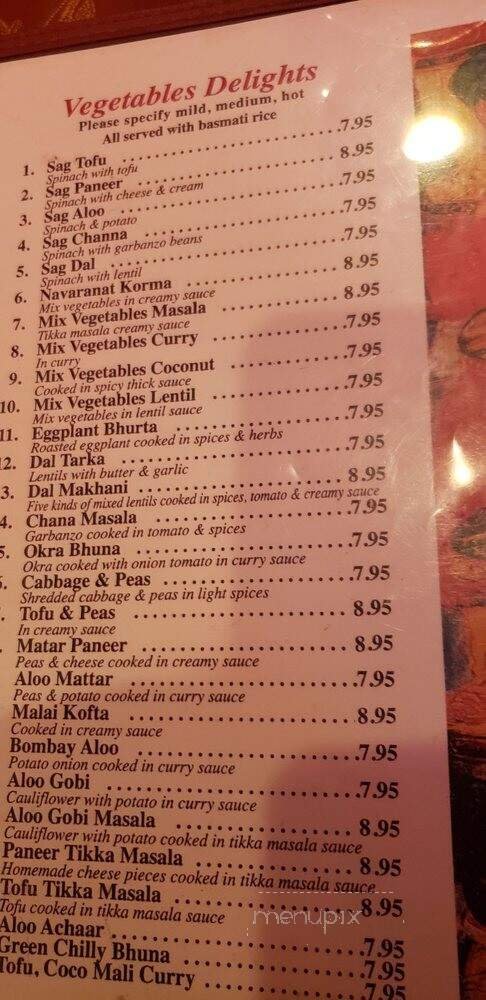 Vegetables Delights
Please specify mild, medium, hot
All served with basmati rice
1. Sag Tofu 7.95
Spinach with tofu
2. Sag Paneer 8.95
Spinach with cheese & cream
3. Sag Aloo 7.95
Spinach & potato
4. Sag Channa 7.95
Spinach with garbanzo beans
5. Sag Dal 7.95
Spinach with lentil
6. Navaranat Korma 8.95
Mix vegetables in creamy sauce
7. Mix Vegetables Masala 8.95
Tikka masala creamy sauce
8. Mix Vegetables Curry 7.95
In curry
9. Mix Vegetables Coconut 7.95
Cooked in spicy thick sauce
10. Mix Vegetables Lentil 7.95
Mix vegetables in lentil sauce
11. Eggplant Bhurta 7.95
Roasted eggplant cooked in spices & herbs
12. Dal Tarka 7.95
Lentils with butter & garlic
3. Dal Makhani 8.95
Five kinds of mixed lentils cooked in spices, tomato & creamy sauce
4. Chana Masala 7.95
Garbanzo cooked in tomato & spices
5. Okra Bhuna 7.95
Okra cooked with onion tomato in curry sauce
Cabbage & Peas 7.95
Shredded cabbage & peas in light spices
Tofu & Peas 8.95
In creamy sauce
Matar Paneer 8.95
Peas & cheese cooked in creamy sauce
Aloo Mattar 7.95
Peas & potato cooked in curry sauce
Malai Kofta 8.95
Cooked in creamy sauce
Bombay Aloo 7.95
Potato onion cooked in curry sauce
Aloo Gobi 7.95
Cauliflower with potato in curry sauce
Aloo Gobi Masala 8.95
Cauliflower with potato cooked in tikka masala sauce
Paneer Tikka Masala 8.95
Homemade cheese pieces cooked in tikka masala sauce
Tofu Tikka Masala 8.95
Tofu cooked in tikka masala sauce
Aloo Achaar 7.95
Green Chilly Bhuna 7.95
Tofu, Coco Mali Curry 7.95
menupix